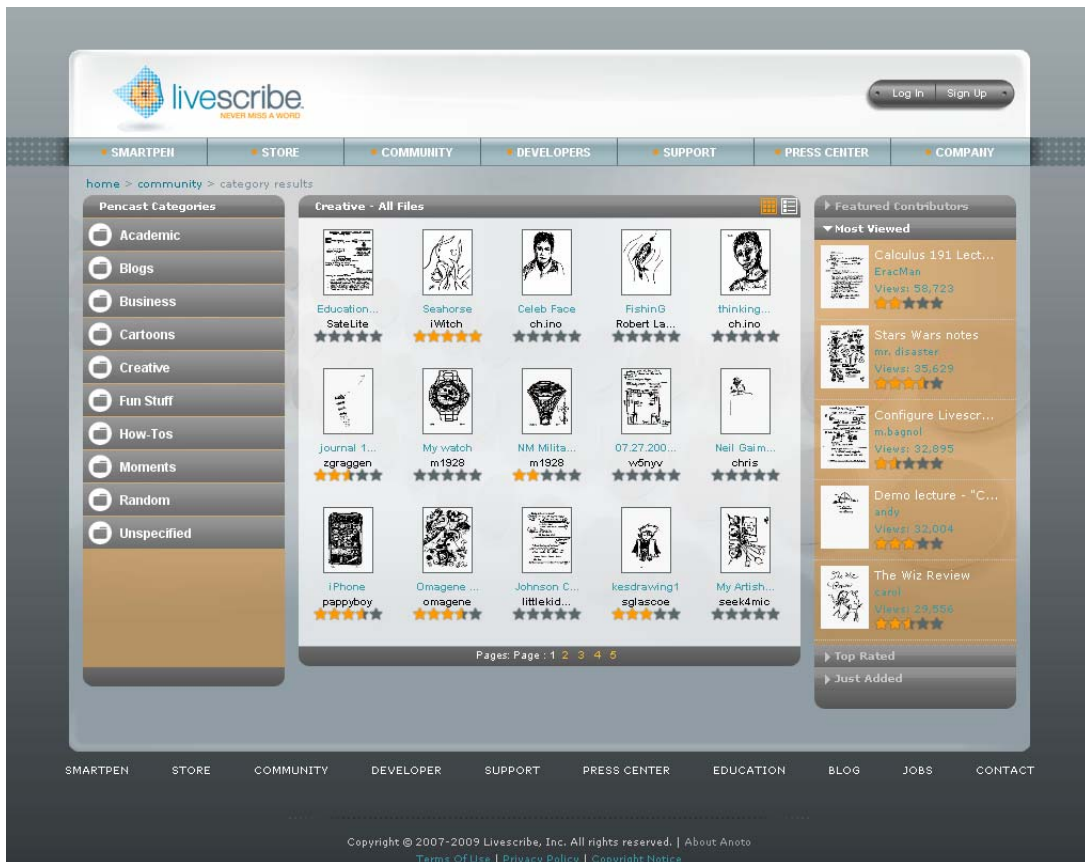 livescribe.
NEVER MISS A WORD
Log In Sign Up
SMARTPEN STORE COMMUNITY DEVELOPERS SUPPORT PRESS CENTER COMPANY
home > community > category results
Pencast Categories
Academic
Blogs
Business
Cartoons
Creative
Fun Stuff
How-Tos
Moments
Random
Unspecified
Creative - All Files
Education... Seahorse Celeb Face FishinG thinking...
SateLite iWitch ch.ino Robert La... ch.ino
journal 1... My watch NM Milita... 07.27.200... Neil Gaim...
zgraggen m1928 m1928 w5nyv chris
iPhone Omagene ... Johnson C... kesdrawing1 My Artish...
pappyboy omagene littlekid... sglascoe seek4mic
Pages: Page : 1 2 3 4 5
Featured Contributors
Most Viewed
Calculus 191 Lect...
EracMan
Views: 58,723
Stars Wars notes
mr. disaster
Views: 35,629
Configure Livescr...
m.bagnol
Views: 32,895
Demo lecture - "C...
andy
Views: 32,004
The Wiz Review
carol
Views: 29,556
Top Rated
Just Added
SMARTPEN STORE COMMUNITY DEVELOPER SUPPORT PRESS CENTER EDUCATION BLOG JOBS CONTACT
Copyright © 2007-2009 Livescribe, Inc. All rights reserved. | About Anoto
Terms Of Use | Privacy Policy | Copyright Notice